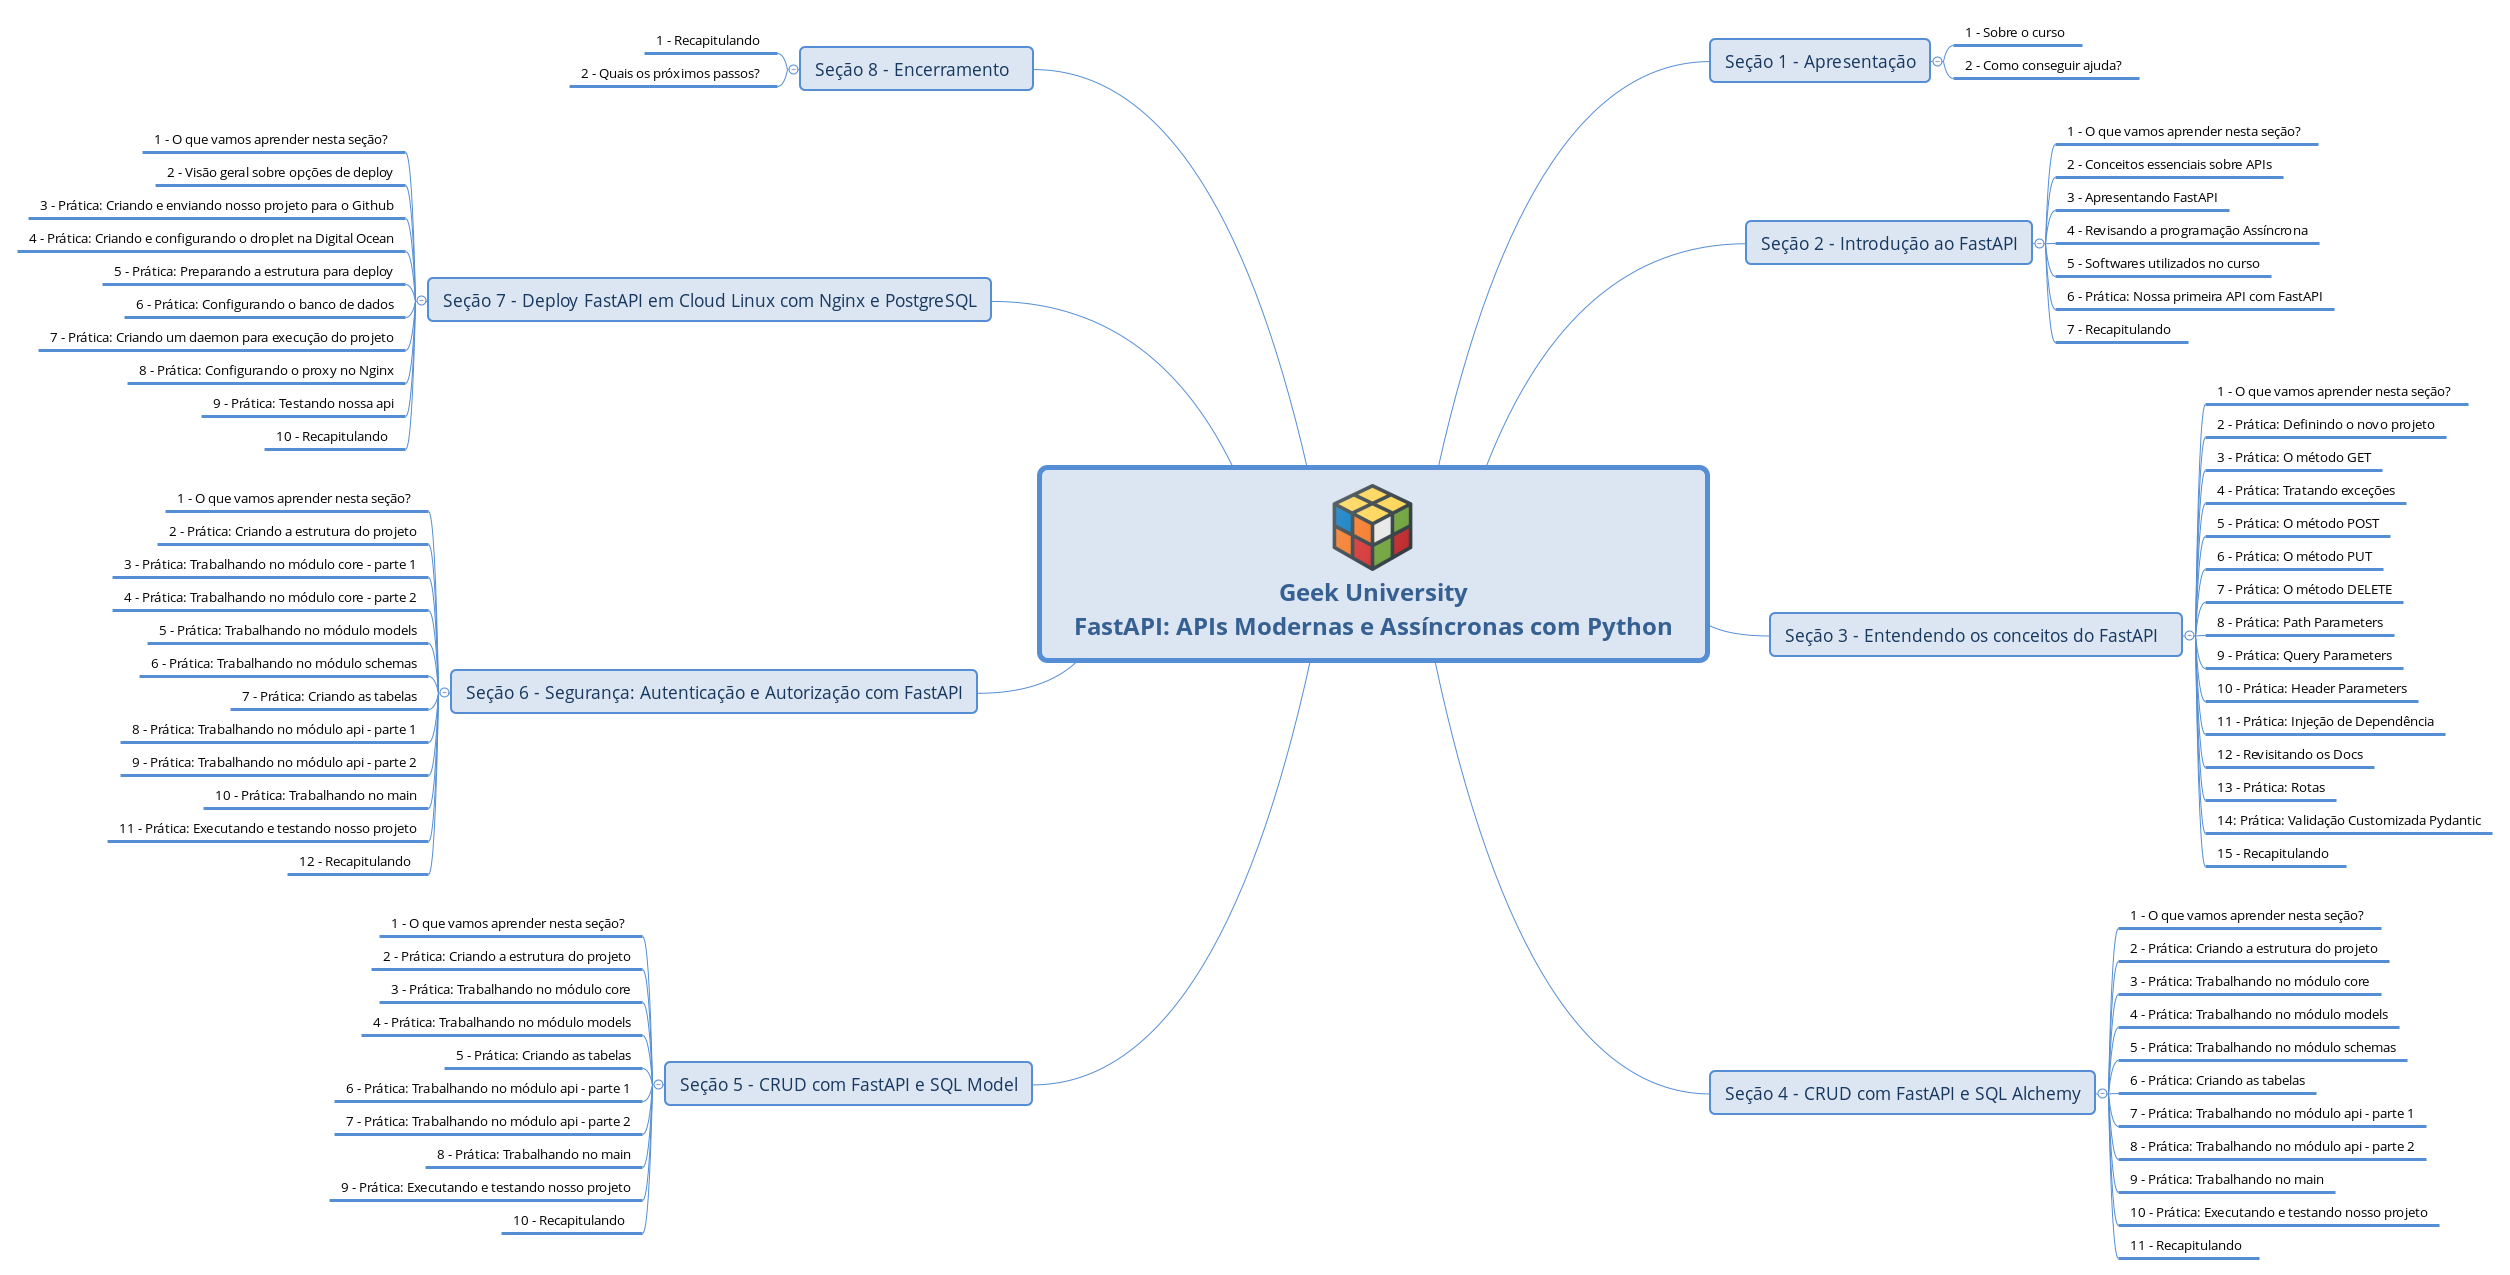 Geek University
FastAPI: APIs Modernas e Assíncronas com Python
Seção 1 - Apresentação
1 - Sobre o curso
2 - Como conseguir ajuda?
Seção 2 - Introdução ao FastAPI
1 - O que vamos aprender nesta seção?
2 - Conceitos essenciais sobre APIs
3 - Apresentando FastAPI
4 - Revisando a programação Assíncrona
5 - Softwares utilizados no curso
6 - Prática: Nossa primeira API com FastAPI
7 - Recapitulando
Seção 3 - Entendendo os conceitos do FastAPI
1 - O que vamos aprender nesta seção?
2 - Prática: Definindo o novo projeto
3 - Prática: O método GET
4 - Prática: Tratando exceções
5 - Prática: O método POST
6 - Prática: O método PUT
7 - Prática: O método DELETE
8 - Prática: Path Parameters
9 - Prática: Query Parameters
10 - Prática: Header Parameters
11 - Prática: Injeção de Dependência
12 - Revisitando os Docs
13 - Prática: Rotas
14: Prática: Validação Customizada Pydantic
15 - Recapitulando
Seção 4 - CRUD com FastAPI e SQL Alchemy
1 - O que vamos aprender nesta seção?
2 - Prática: Criando a estrutura do projeto
3 - Prática: Trabalhando no módulo core
4 - Prática: Trabalhando no módulo models
5 - Prática: Trabalhando no módulo schemas
6 - Prática: Criando as tabelas
7 - Prática: Trabalhando no módulo api - parte 1
8 - Prática: Trabalhando no módulo api - parte 2
9 - Prática: Trabalhando no main
10 - Prática: Executando e testando nosso projeto
11 - Recapitulando
Seção 5 - CRUD com FastAPI e SQL Model
1 - O que vamos aprender nesta seção?
2 - Prática: Criando a estrutura do projeto
3 - Prática: Trabalhando no módulo core
4 - Prática: Trabalhando no módulo models
5 - Prática: Criando as tabelas
6 - Prática: Trabalhando no módulo api - parte 1
7 - Prática: Trabalhando no módulo api - parte 2
8 - Prática: Trabalhando no main
9 - Prática: Executando e testando nosso projeto
10 - Recapitulando
Seção 6 - Segurança: Autenticação e Autorização com FastAPI
1 - O que vamos aprender nesta seção?
2 - Prática: Criando a estrutura do projeto
3 - Prática: Trabalhando no módulo core - parte 1
4 - Prática: Trabalhando no módulo core - parte 2
5 - Prática: Trabalhando no módulo models
6 - Prática: Trabalhando no módulo schemas
7 - Prática: Criando as tabelas
8 - Prática: Trabalhando no módulo api - parte 1
9 - Prática: Trabalhando no módulo api - parte 2
10 - Prática: Trabalhando no main
11 - Prática: Executando e testando nosso projeto
12 - Recapitulando
Seção 7 - Deploy FastAPI em Cloud Linux com Nginx e PostgreSQL
1 - O que vamos aprender nesta seção?
2 - Visão geral sobre opções de deploy
3 - Prática: Criando e enviando nosso projeto para o Github
4 - Prática: Criando e configurando o droplet na Digital Ocean
5 - Prática: Preparando a estrutura para deploy
6 - Prática: Configurando o banco de dados
7 - Prática: Criando um daemon para execução do projeto
8 - Prática: Configurando o proxy no Nginx
9 - Prática: Testando nossa api
10 - Recapitulando
Seção 8 - Encerramento
1 - Recapitulando
2 - Quais os próximos passos?